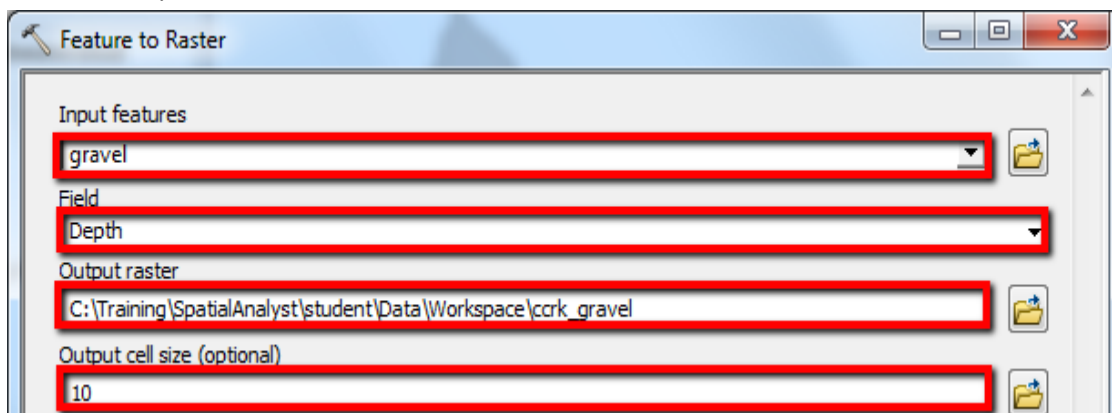 Feature to Raster
Input features
gravel
Field
Depth
Output raster
C:\Training\SpatialAnalyst\student\Data\Workspace\ccrk_gravel
Output cell size (optional)
10